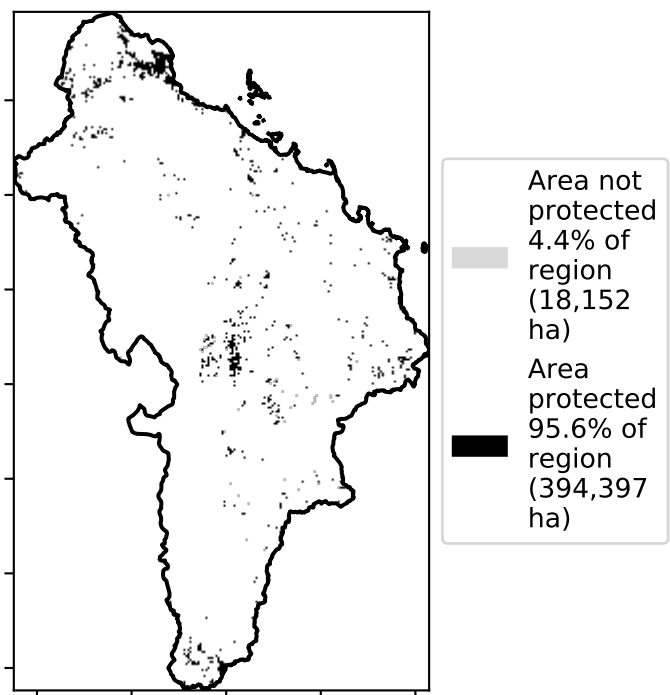 Area not
protected
4.4% of
region
(18,152
ha)
Area
protected
95.6% of
region
(394,397
ha)